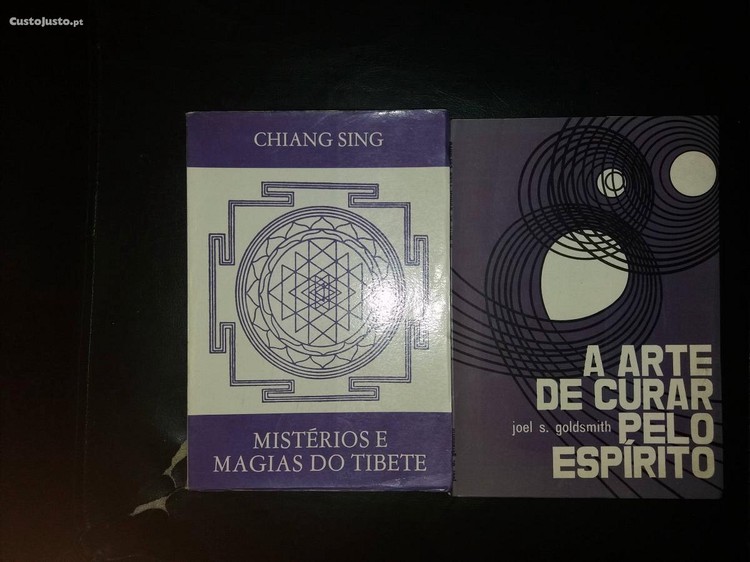 CustoJusto.pt
CHIANG SING
MISTÉRIOS E
MAGIAS DO TIBETE
A ARTE
DE CURAR
joel s. goldsmith PELO
ESPÍRITO